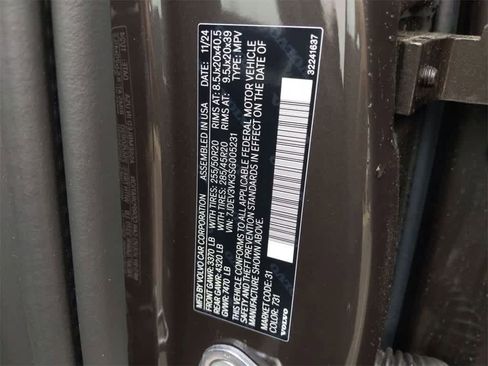 MFD.BY VOLVO CAR CORPORATION ASSEMBLED IN USA 11/24
FRONT GAWR:3370 LB WITH TIRES: 255/50R20 RIMS AT: 8.5Jx20x40.5
REAR GAWR:4320 LB WITH TIRES: 285/45R20 RIMS AT: 9.5Jx20x39
GVWR:7470 LB VIN: 7JDEV3VK3SG005231 TYPE: MPV
THIS VEHICLE CONFORMS TO ALL APPLICABLE FEDERAL MOTOR VEHICLE
SAFETY AND THEFT PREVENTION STANDARDS IN EFFECT ON THE DATE OF
MANUFACTURE SHOWN ABOVE.
MARKET CODE:31
COLOR: 731
VOLVO
32241637